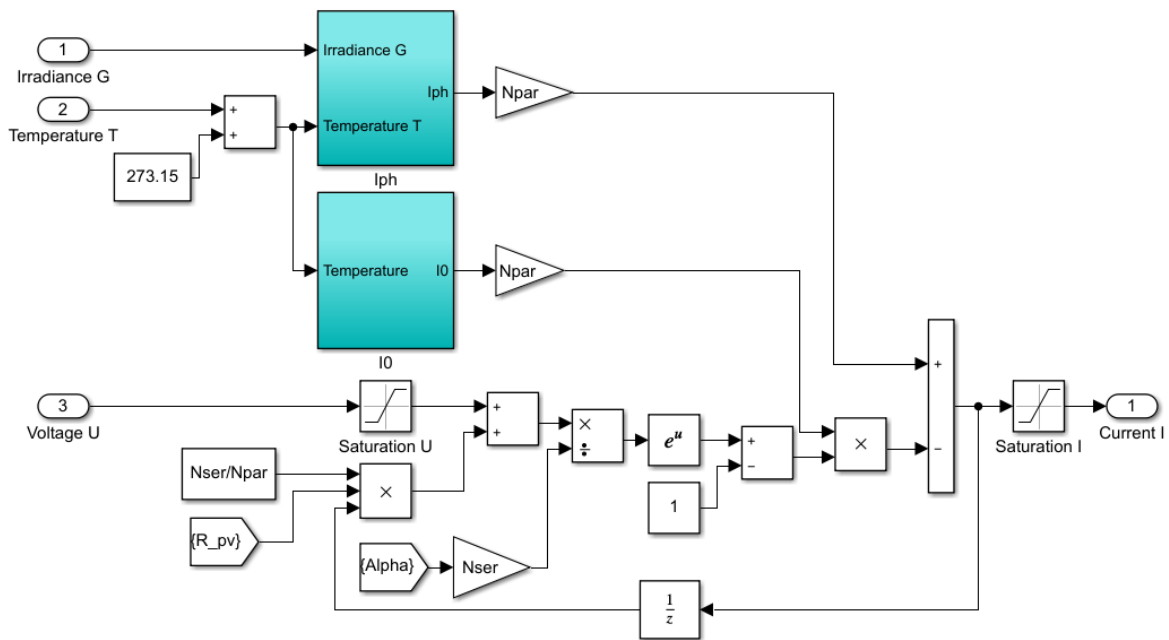 1
Irradiance G
2
Temperature T
+
+
273.15
Irradiance G
Iph
Temperature T
Iph
Npar
Temperature
I0
I0
Npar
3
Voltage U
Saturation U
+
+
Nser/Npar
{R_pv}
×
×
÷
{Alpha}
Nser
e^u
+
−
1
×
+
−
Saturation I
1
Current I
1
z